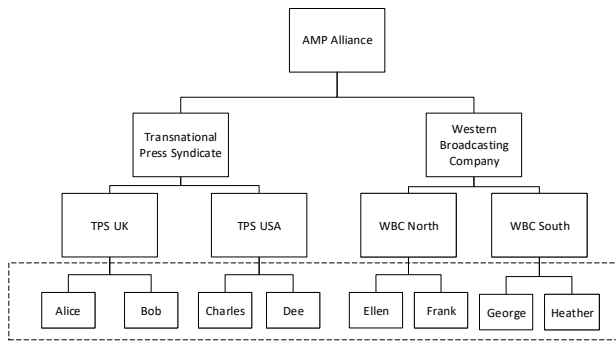 AMP Alliance
Transnational
Press Syndicate
Western
Broadcasting
Company
TPS UK
TPS USA
WBC North
WBC South
Alice
Bob
Charles
Dee
Ellen
Frank
George
Heather